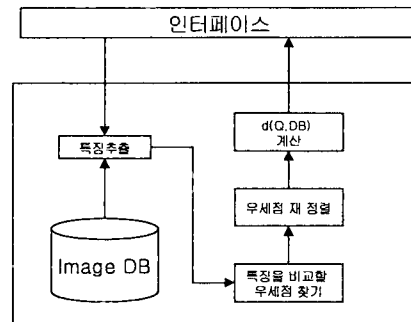 인터페이스
d(Q,DB)
계산
특징추출
우세점 재 정렬
Image DB
특징을 비교할
우세점 찾기